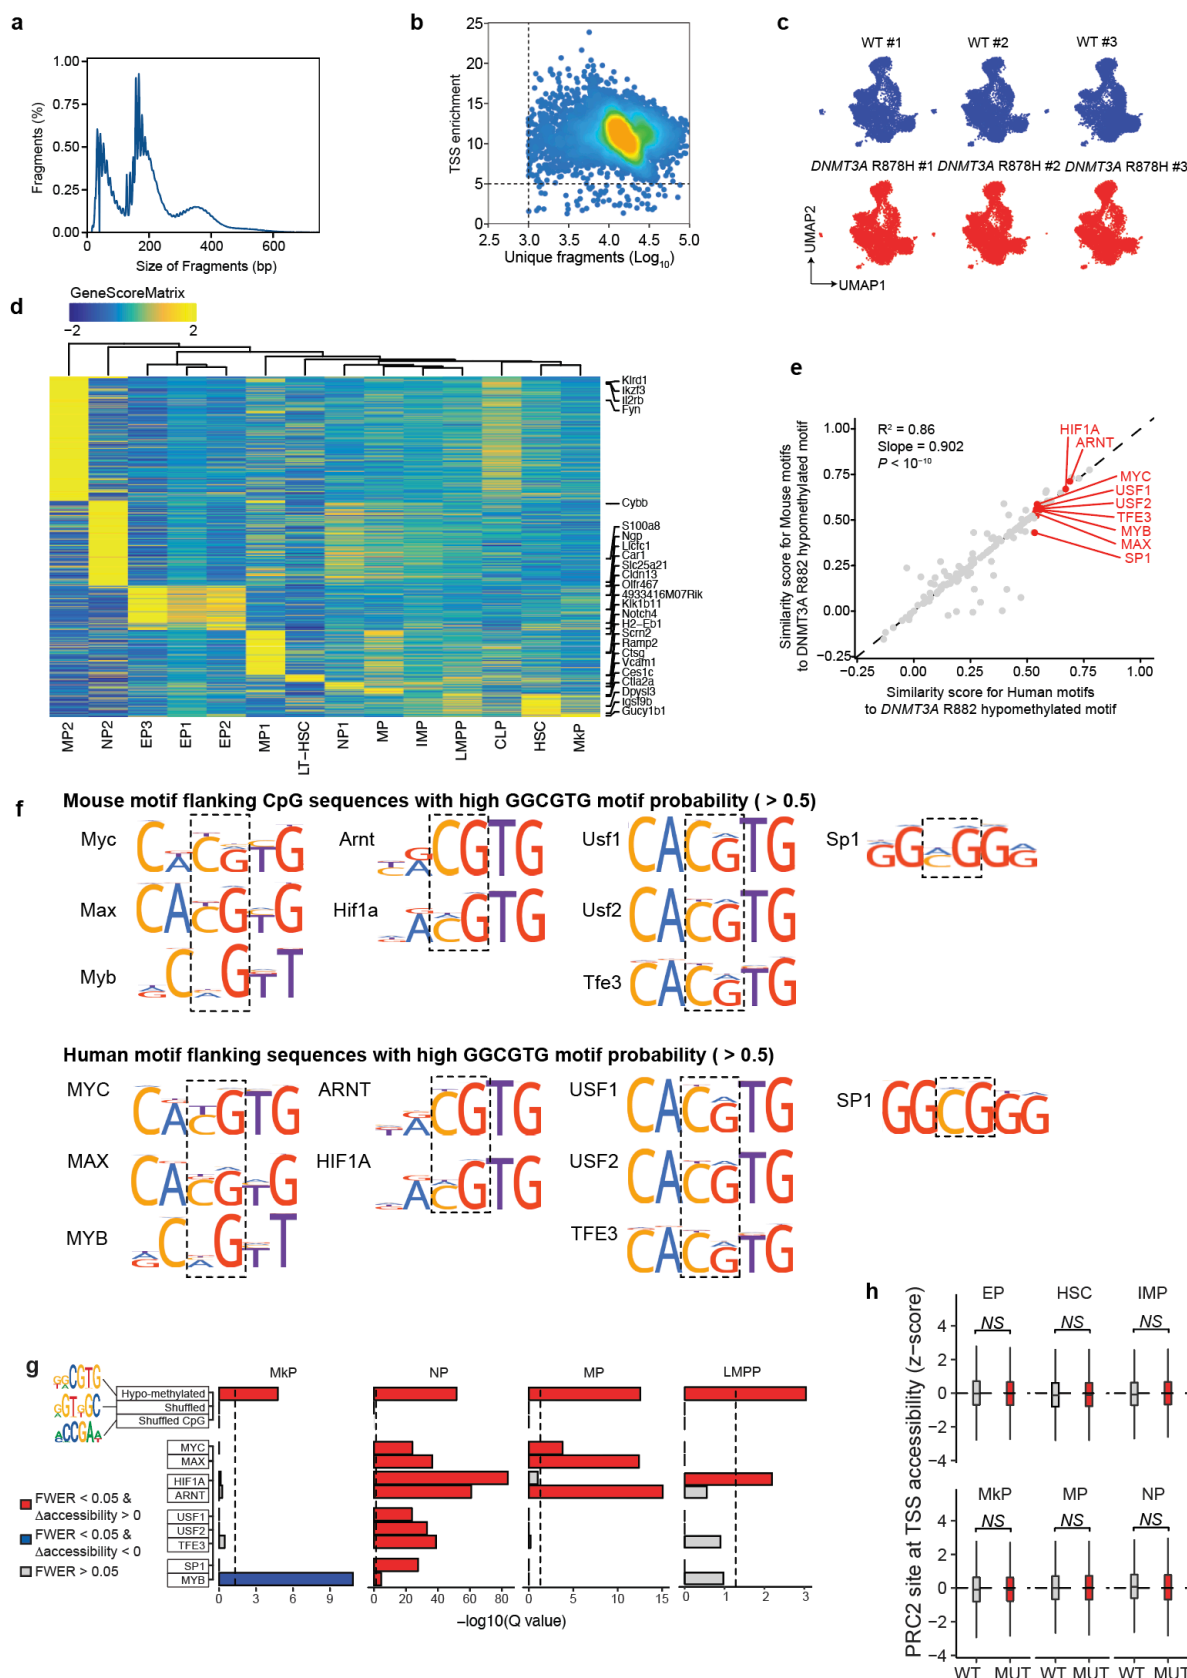 a
1.00
0.75
0.50
0.25
0.00
Fragments (%)
0
200
400
600
Size of Fragments (bp)
b
25
20
15
10
5
0
TSS enrichment
2.5
3.0
3.5
4.0
4.5
5.0
Unique fragments (Log10)
c
WT #1
WT #2
WT #3
DNMT3A R878H #1
DNMT3A R878H #2
DNMT3A R878H #3
UMAP2
UMAP1
d
GeneScoreMatrix
−2
2
Klrd1
Ikzf3
Il2rb
Fyn
Cybb
S100a8
Ngp
Lcfc1
Car1
Slc25a21
Cldn13
Olfr467
4933416M07Rik
Klk1b11
Notch4
H2−Eb1
Scrn2
Ramp2
Ctsg
Vcam1
Ces1c
Ctla2a
Dpysl3
Igsf9b
Gucy1b1
MP2
NP2
EP3
EP1
EP2
MP1
LT−HSC
NP1
MP
IMP
LMPP
CLP
HSC
MkP
e
R2 = 0.86
Slope = 0.902
P < 10−10
HIF1A
ARNT
MYC
USF1
USF2
TFE3
MYB
MAX
SP1
1.00
0.75
0.50
0.25
0.00
−0.25
Similarity score for Mouse motifs
to DNMT3A R882 hypomethylated motif
−0.25
0.00
0.25
0.50
0.75
1.00
Similarity score for Human motifs
to DNMT3A R882 hypomethylated motif
f
Mouse motif flanking CpG sequences with high GGCGTG motif probability ( > 0.5)
Myc
Arnt
Usf1
Sp1
Max
Hif1a
Usf2
Myb
Tfe3
Human motif flanking sequences with high GGCGTG motif probability ( > 0.5)
MYC
ARNT
USF1
SP1
MAX
HIF1A
USF2
MYB
TFE3
g
MkP
NP
MP
LMPP
Hypo-methylated
Shuffled
Shuffled CpG
MYC
MAX
HIF1A
ARNT
USF1
USF2
TFE3
SP1
MYB
FWER < 0.05 &
Δaccessibility > 0
FWER < 0.05 &
Δaccessibility < 0
FWER > 0.05
0
3
6
9
0
20
40
60
80
0
5
10
15
0
1
2
3
−log10(Q value)
h
PRC2 site at TSS accessibility (z−score)
EP
HSC
IMP
NS
NS
NS
4
2
0
−2
−4
MkP
MP
NP
NS
NS
NS
4
2
0
−2
−4
WT
MUT
WT
MUT
WT
MUT